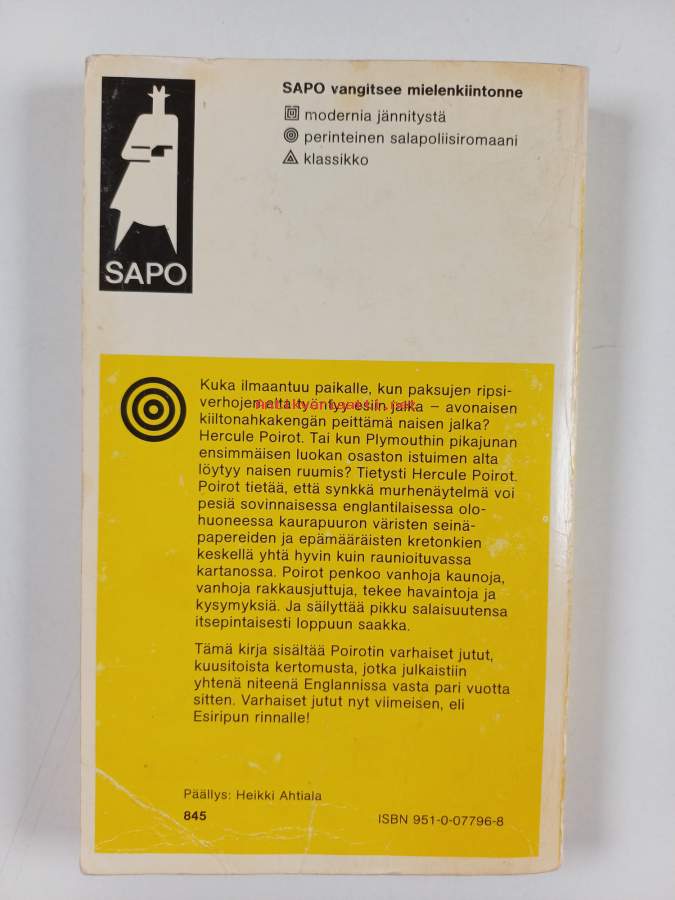 SAPO vangitsee mielenkiintonne
modernia jännitystä
perinteinen salapoliisiromaani
klassikko
SAPO
Kuka ilmaantuu paikalle, kun paksujen ripsi-
verhojen alta työntyy esiin jalka – avonaisen
kiiltonahkakengän peittämä naisen jalka?
Hercule Poirot. Tai kun Plymouthin pikajunan
ensimmäisen luokan osaston istuimen alta
löytyy naisen ruumis? Tietysti Hercule Poirot.
Poirot tietää, että synkkä murhenäytelmä voi
pesiä sovinnaisessa englantilaisessa olo-
huoneessa kaurapuuron väristen seinä-
papereiden ja epämääräisten kretonkien
keskellä yhtä hyvin kuin raunioituvassa
kartanossa. Poirot penkoo vanhoja kaunoja,
vanhoja rakkausjuttuja, tekee havaintoja ja
kysymyksiä. Ja säilyttää pikku salaisuutensa
itsepintaisesti loppuun saakka.
Tämä kirja sisältää Poirotin varhaiset jutut,
kuusitoista kertomusta, jotka julkaistiin
yhtenä niteenä Englannissa vasta pari vuotta
sitten. Varhaiset jutut nyt viimeisen, eli
Esiripun rinnalle!
Päällys: Heikki Ahtiala
845
ISBN 951-0-07796-8